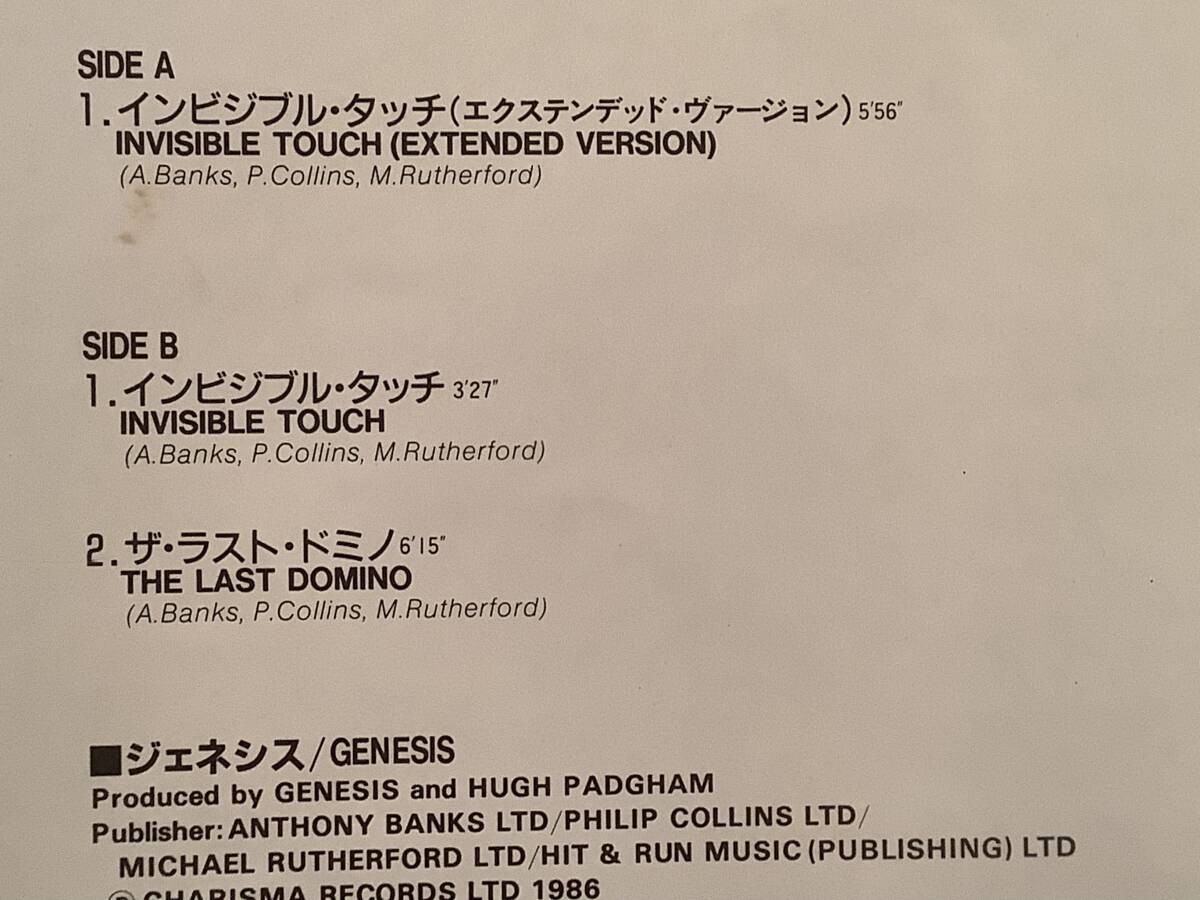 SIDE A
1.インビジブル・タッチ(エクステンデッド・ヴァージョン)5'56"
INVISIBLE TOUCH (EXTENDED VERSION)
(A.Banks, P.Collins, M.Rutherford)
SIDE B
1.インビジブル・タッチ 3'27"
INVISIBLE TOUCH
(A.Banks, P.Collins, M.Rutherford)
2.ザ・ラスト・ドミノ6'15"
THE LAST DOMINO
(A.Banks, P.Collins, M.Rutherford)
■ジェネシス/GENESIS
Produced by GENESIS and HUGH PADGHAM
Publisher: ANTHONY BANKS LTD/PHILIP COLLINS LTD/
MICHAEL RUTHERFORD LTD/HIT & RUN MUSIC (PUBLISHING) LTD
℗ CHARISMA RECORDS LTD 1986